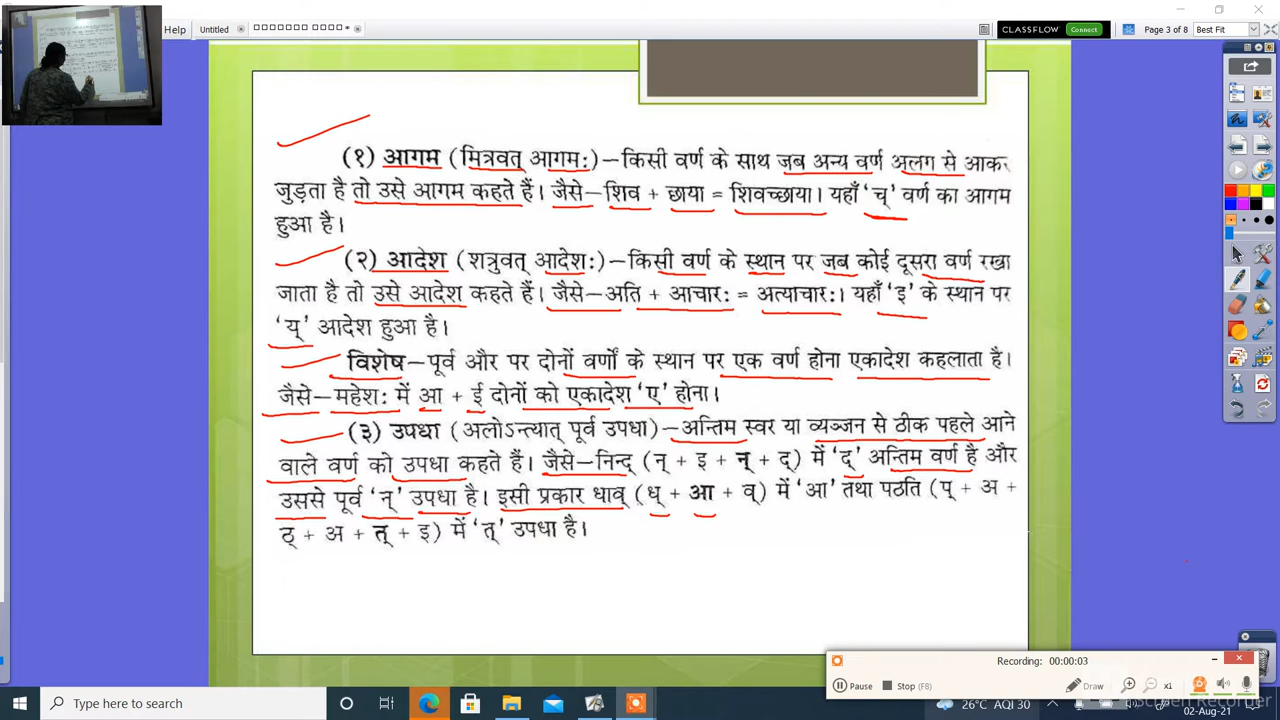 Help
Untitled
CLASSFLOW
Connect
Page 3 of 8
Best Fit
(१) आगम (मित्रवत् आगम:)–किसी वर्ण के साथ जब अन्य वर्ण अलग से आकर
जुड़ता है तो उसे आगम कहते हैं। जैसे–शिव + छाया = शिवच्छाया। यहाँ ‘च्’ वर्ण का आगम
हुआ है।
(२) आदेश (शत्रुवत् आदेश:)–किसी वर्ण के स्थान पर जब कोई दूसरा वर्ण रखा
जाता है तो उसे आदेश कहते हैं। जैसे–अति + आचार: = अत्याचार:। यहाँ ‘इ’ के स्थान पर
‘य्’ आदेश हुआ है।
विशेष–पूर्व और पर दोनों वर्णों के स्थान पर एक वर्ण होना एकादेश कहलाता है।
जैसे–महेश: में आ + ई दोनों को एकादेश ‘ए’ होना।
(३) उपधा (अलोऽन्त्यात् पूर्व उपधा)–अन्तिम स्वर या व्यञ्जन से ठीक पहले आने
वाले बर्ण को उपधा कहते हैं। जैसे–निन्द् (न् + इ + न् + द्) में ‘द्’ अन्तिम वर्ण है और
उससे पूर्व ‘न्’ उपधा है। इसी प्रकार धाव् (ध् + आ + व्) में ‘आ’ तथा पठति (प् + अ +
ठ् + अ + त् + इ) में ‘त्’ उपधा है।
Recording: 00:00:03
Pause
Stop (F8)
Draw
x1
Screen Recorder
Type here to search
26°C AQI 30
02-Aug-21